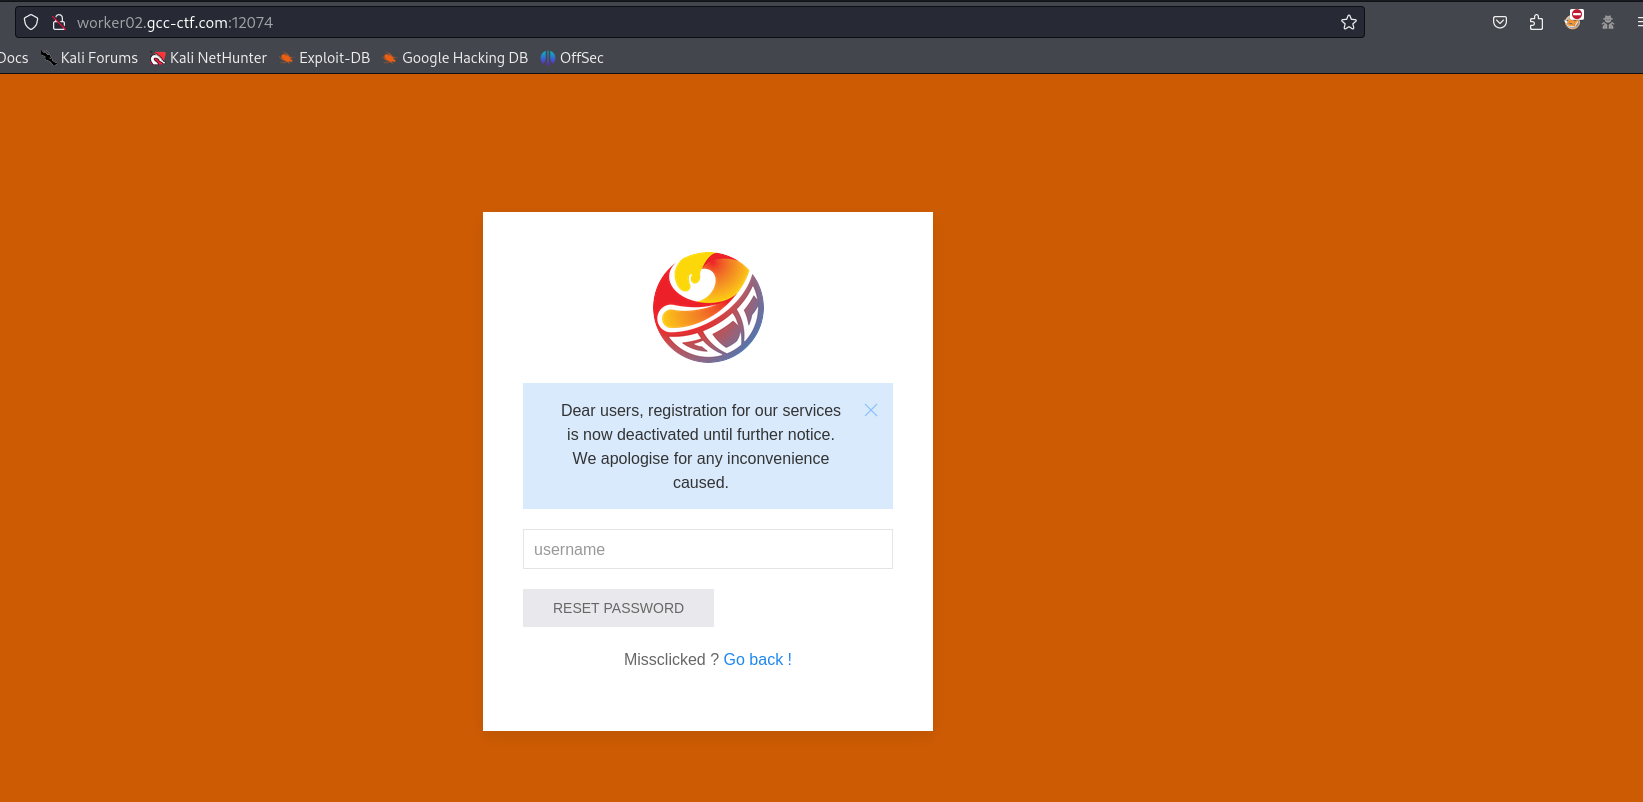 worker02.gcc-ctf.com:12074
Docs Kali Forums Kali NetHunter Exploit-DB Google Hacking DB OffSec
Dear users, registration for our services
is now deactivated until further notice.
We apologise for any inconvenience
caused.
username
RESET PASSWORD
Missclicked ? Go back !